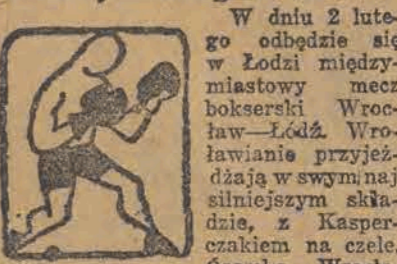 W dniu 2 lute-
go odbędzie się
w Łodzi między-
miastowy mecz
bokserski Wroc-
ław—Łódź. Wro-
ławianie przyjeż-
dżają w swym naj
silniejszym skła-
dzie, z Kasper-
czakiem na czele.